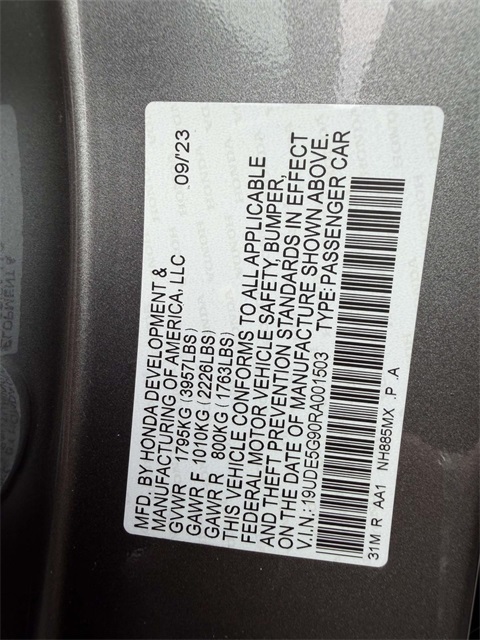 MFD. BY HONDA DEVELOPMENT &
MANUFACTURING OF AMERICA, LLC 09/'23
GVWR 1795KG (3957LBS)
GAWR F 1010KG (2226LBS)
GAWR R 800KG (1763LBS)
THIS VEHICLE CONFORMS TO ALL APPLICABLE
FEDERAL MOTOR VEHICLE SAFETY, BUMPER,
AND THEFT PREVENTION STANDARDS IN EFFECT
ON THE DATE OF MANUFACTURE SHOWN ABOVE.
V.I.N.: 19UDE5G90RA001503 TYPE: PASSENGER CAR
31M R AA1 NH885MX .P .A